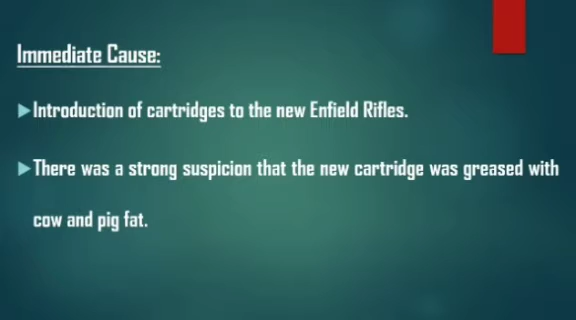 Immediate Cause:
Introduction of cartridges to the new Enfield Rifles.
There was a strong suspicion that the new cartridge was greased with
cow and pig fat.